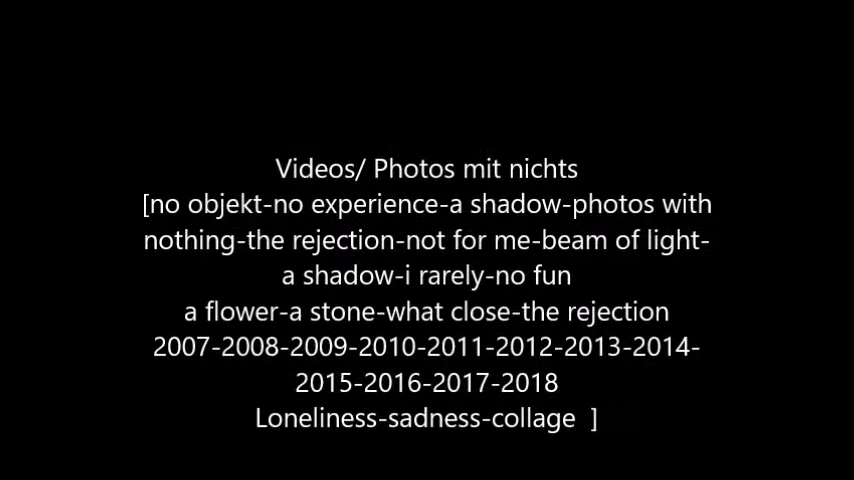 Videos/ Photos mit nichts
[no objekt-no experience-a shadow-photos with
nothing-the rejection-not for me-beam of light-
a shadow-i rarely-no fun
a flower-a stone-what close-the rejection
2007-2008-2009-2010-2011-2012-2013-2014-
2015-2016-2017-2018
Loneliness-sadness-collage  ]